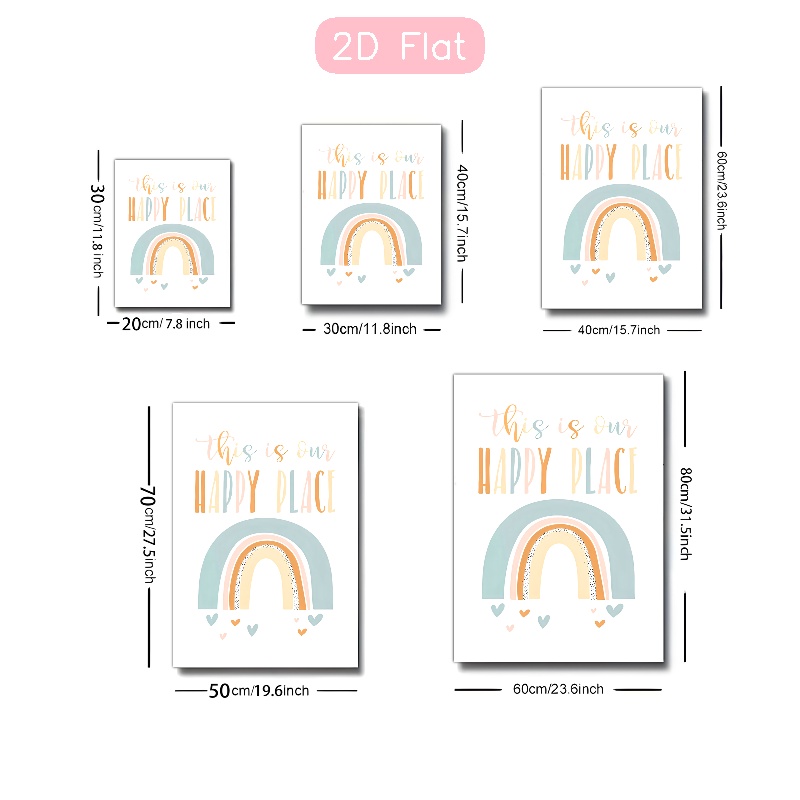 2D Flat
this is our
HAPPY PLACE
30cm/11.8 inch
20cm/ 7.8 inch
this is our
HAPPY PLACE
40cm/15.7inch
30cm/11.8inch
this is our
HAPPY PLACE
60cm/23.6inch
40cm/15.7inch
this is our
HAPPY PLACE
70cm/27.5inch
50cm/19.6inch
this is our
HAPPY PLACE
80cm/31.5inch
60cm/23.6inch